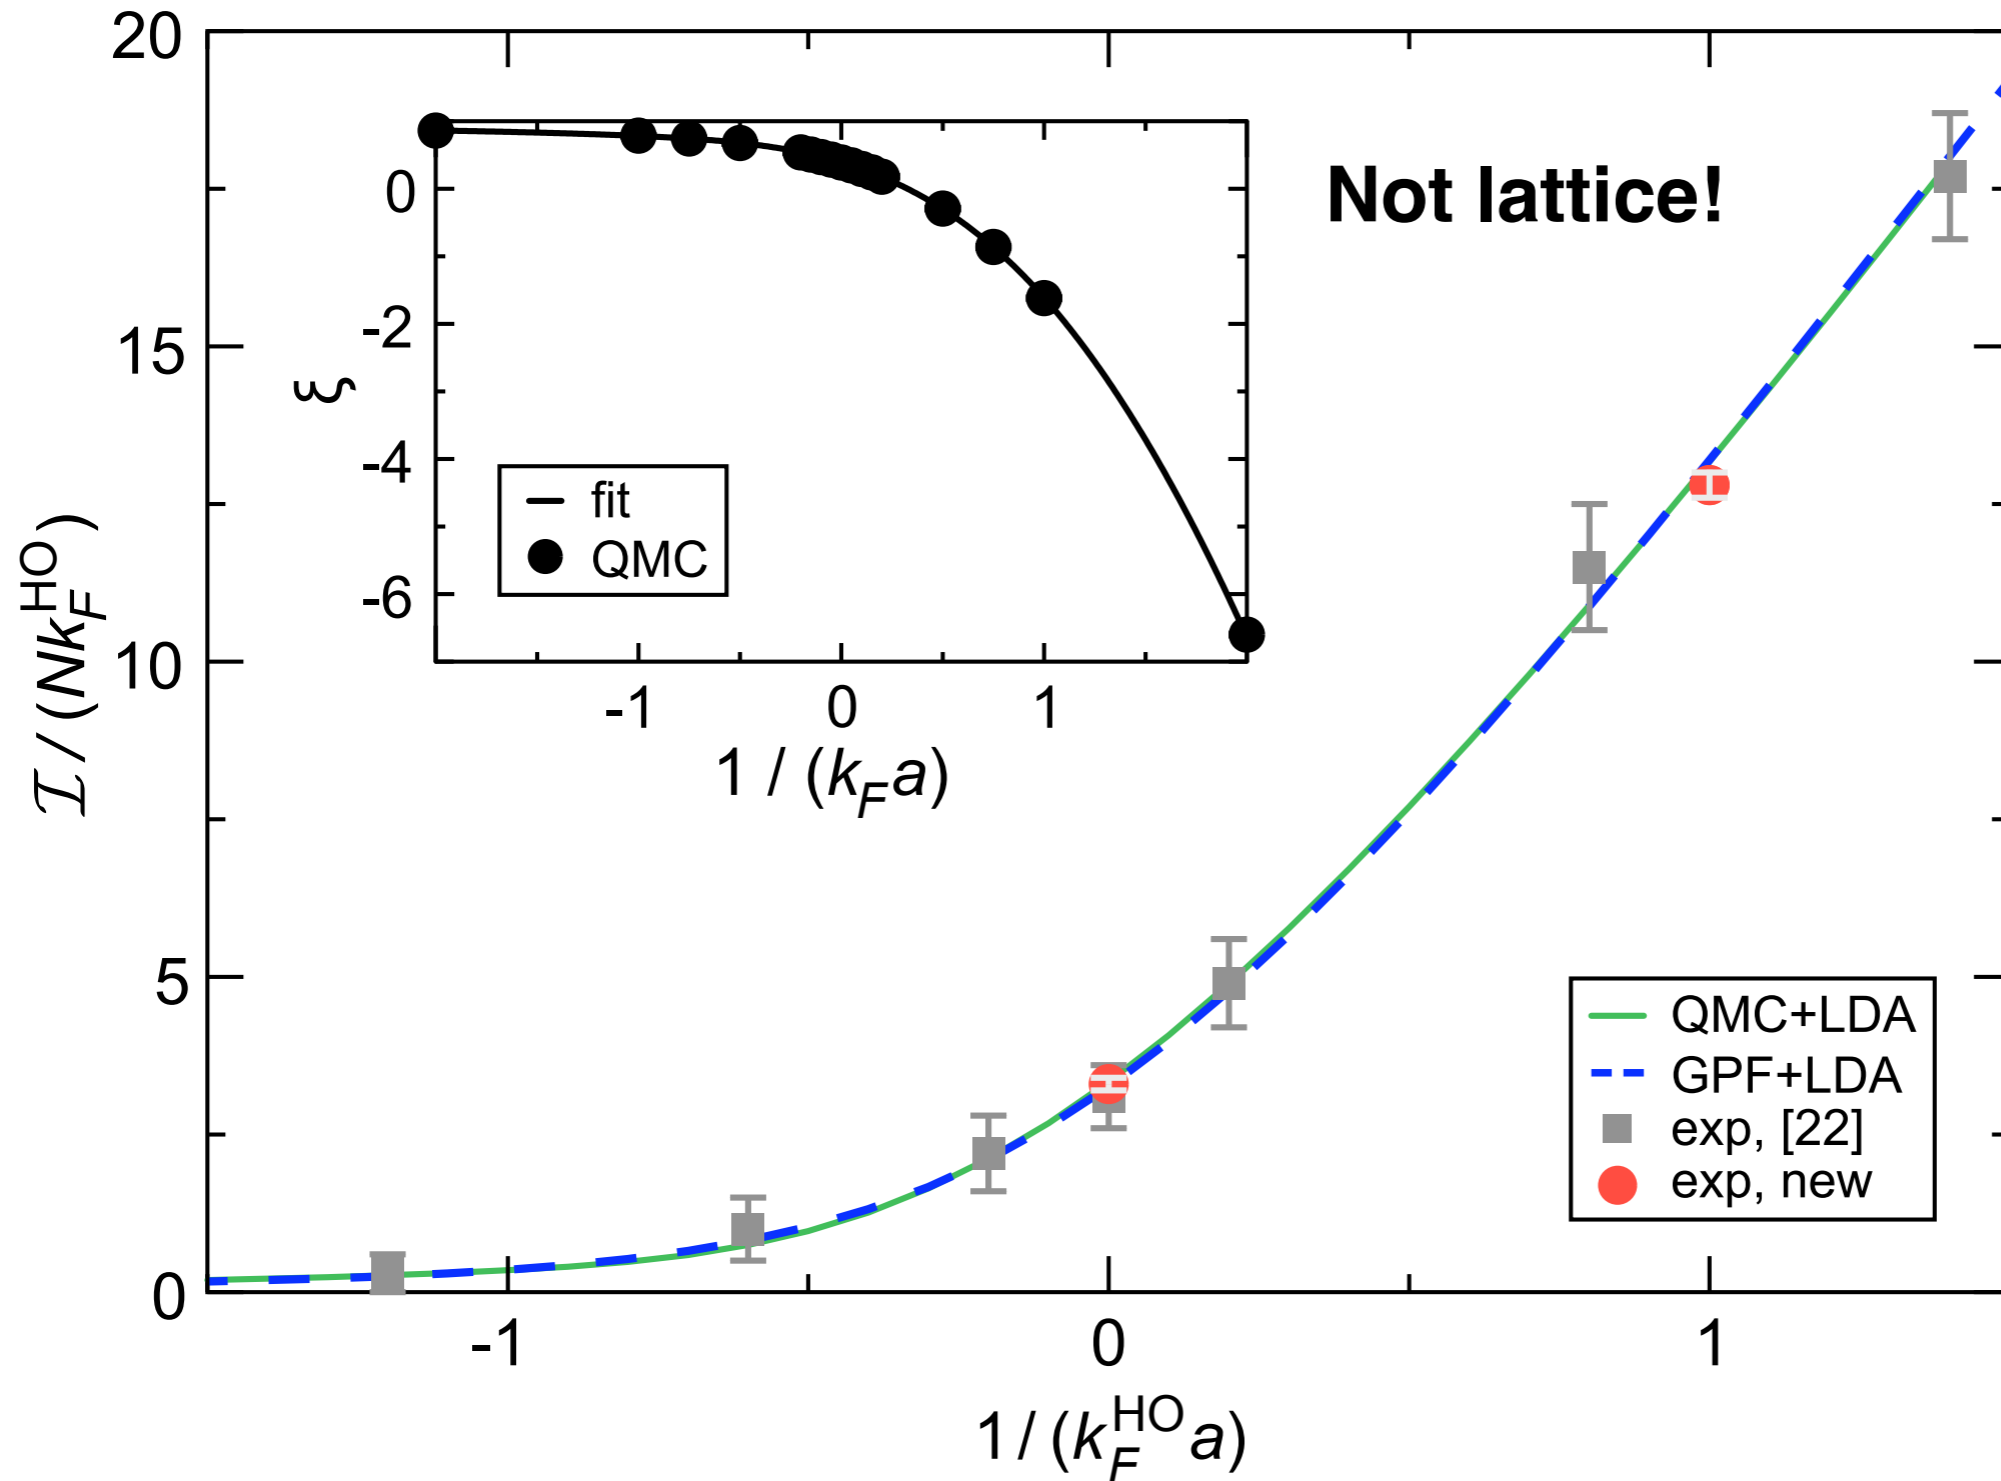 20
15
10
5
0
-1
0
1
𝓘 / (Nk_F^HO)
1 / (k_F^HO a)
Not lattice!
0
-2
-4
-6
ξ
-1
0
1
1 / (k_F a)
fit
QMC
QMC+LDA
GPF+LDA
exp, [22]
exp, new